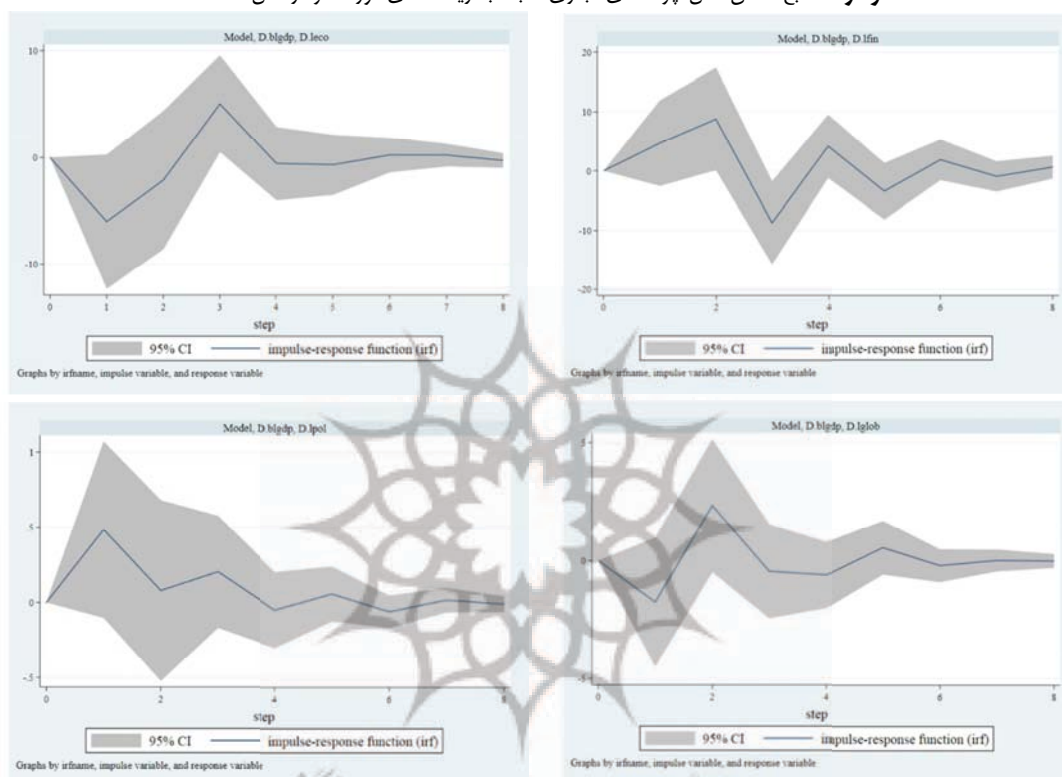 Model, D.blgdp, D.leco
10
0
-10
0 1 2 3 4 5 6 7 8
step
95% CI impulse-response function (irf)
Graphs by irfname, impulse variable, and response variable
Model, D.blgdp, D.lfin
20
10
0
-10
-20
0 2 4 6 8
step
95% CI impulse-response function (irf)
Graphs by irfname, impulse variable, and response variable
Model, D.blgdp, D.lpol
1
.5
0
-.5
0 2 4 6 8
step
95% CI impulse-response function (irf)
Graphs by irfname, impulse variable, and response variable
Model, D.blgdp, D.lglob
5
0
-5
0 2 4 6 8
step
95% CI impulse-response function (irf)
Graphs by irfname, impulse variable, and response variable